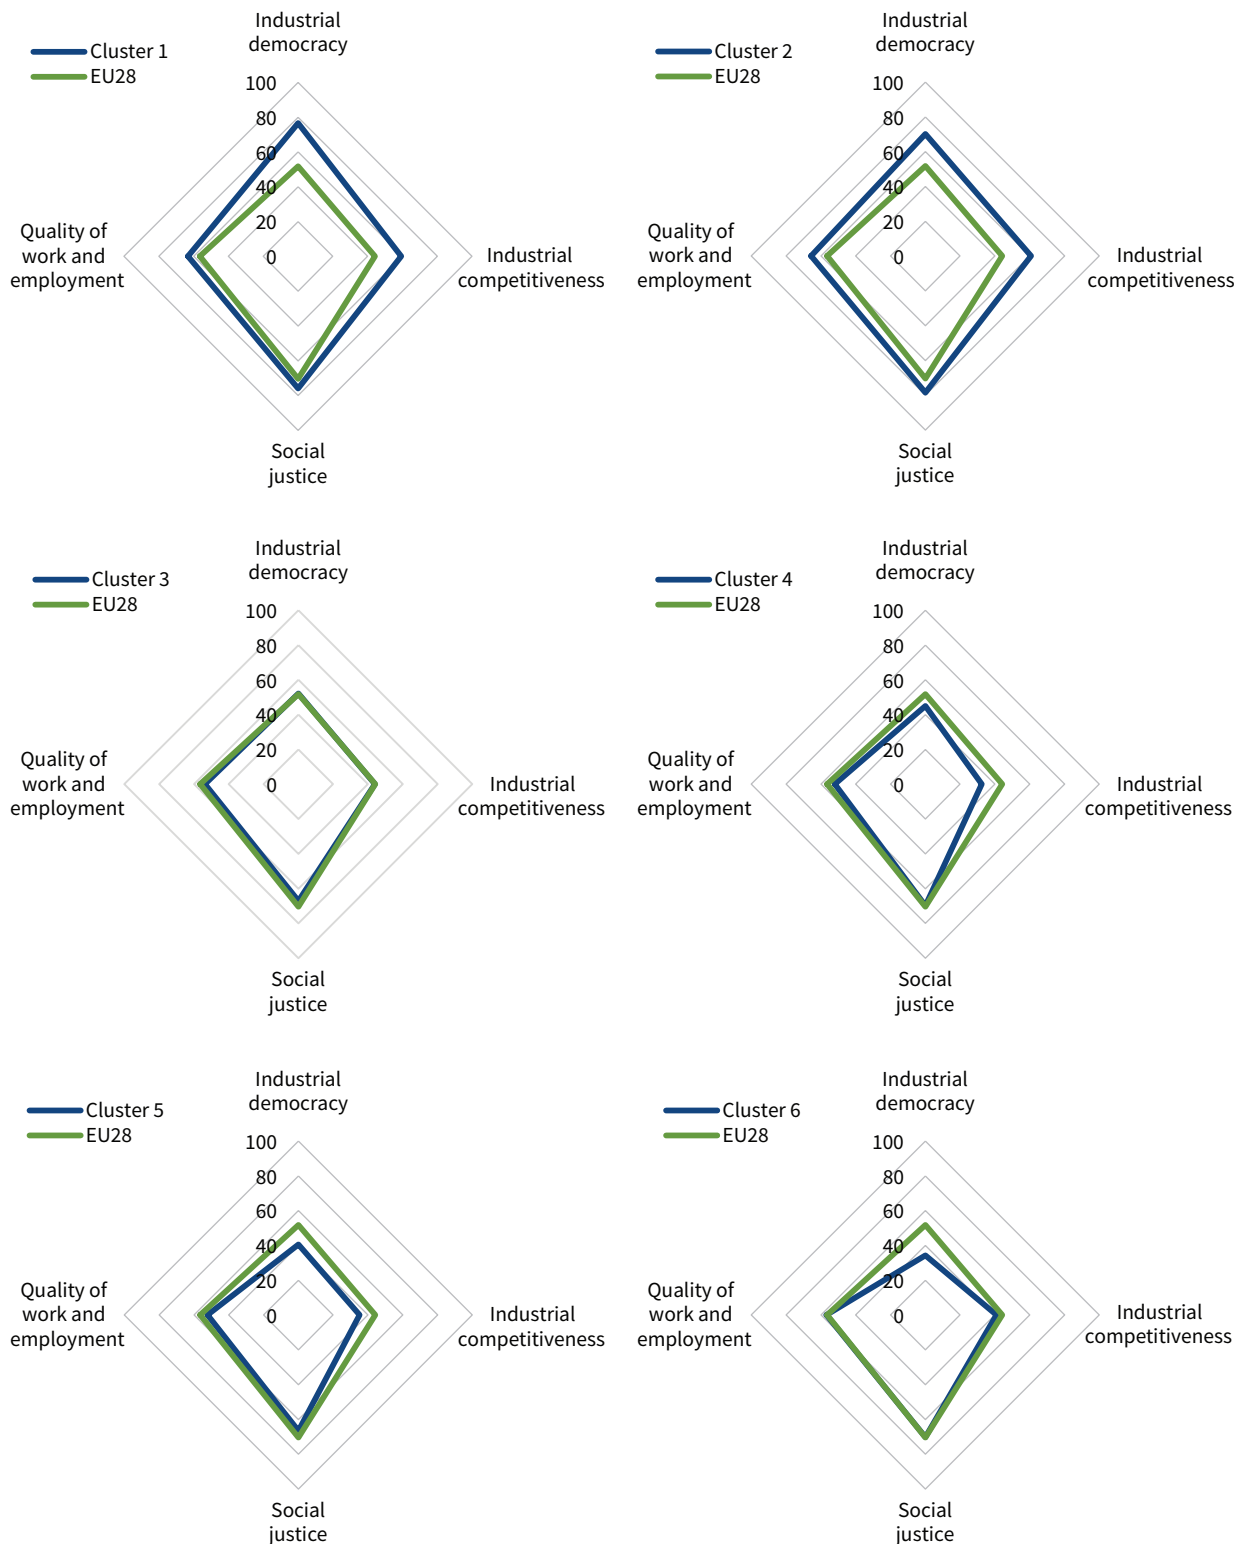 Industrial
democracy
Cluster 1
EU28
100
80
60
40
20
0
Quality of
work and
employment
Industrial
competitiveness
Social
justice
Industrial
democracy
Cluster 2
EU28
100
80
60
40
20
0
Quality of
work and
employment
Industrial
competitiveness
Social
justice
Industrial
democracy
Cluster 3
EU28
100
80
60
40
20
0
Quality of
work and
employment
Industrial
competitiveness
Social
justice
Industrial
democracy
Cluster 4
EU28
100
80
60
40
20
0
Quality of
work and
employment
Industrial
competitiveness
Social
justice
Industrial
democracy
Cluster 5
EU28
100
80
60
40
20
0
Quality of
work and
employment
Industrial
competitiveness
Social
justice
Industrial
democracy
Cluster 6
EU28
100
80
60
40
20
0
Quality of
work and
employment
Industrial
competitiveness
Social
justice